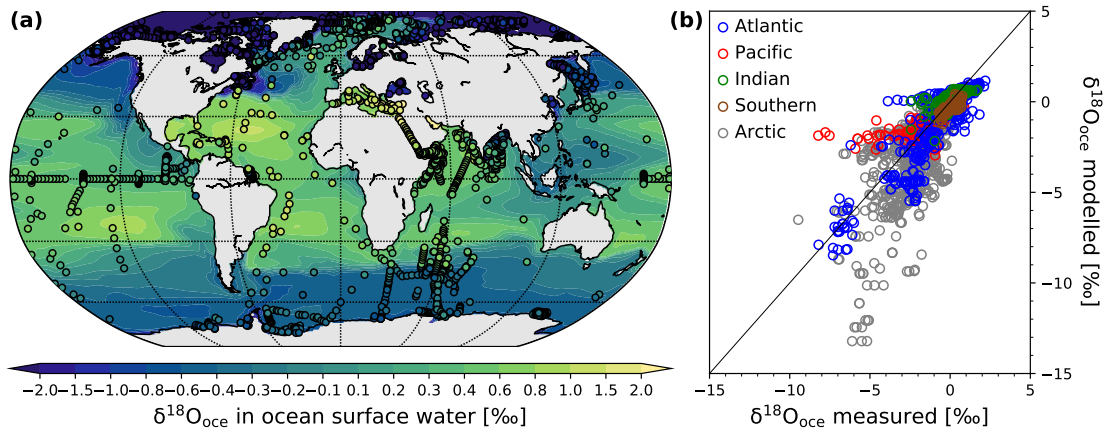 (a)
−2.0 −1.5 −1.0 −0.8 −0.6 −0.4 −0.3 −0.2 −0.1 0.0 0.1 0.2 0.3 0.4 0.6 0.8 1.0 1.5 2.0
δ¹⁸Oₒcₑ in ocean surface water [‰]
(b)
Atlantic
Pacific
Indian
Southern
Arctic
5
0
−5
−10
−15
δ¹⁸Oₒcₑ modelled [‰]
−15 −10 −5 0 5
δ¹⁸Oₒcₑ measured [‰]